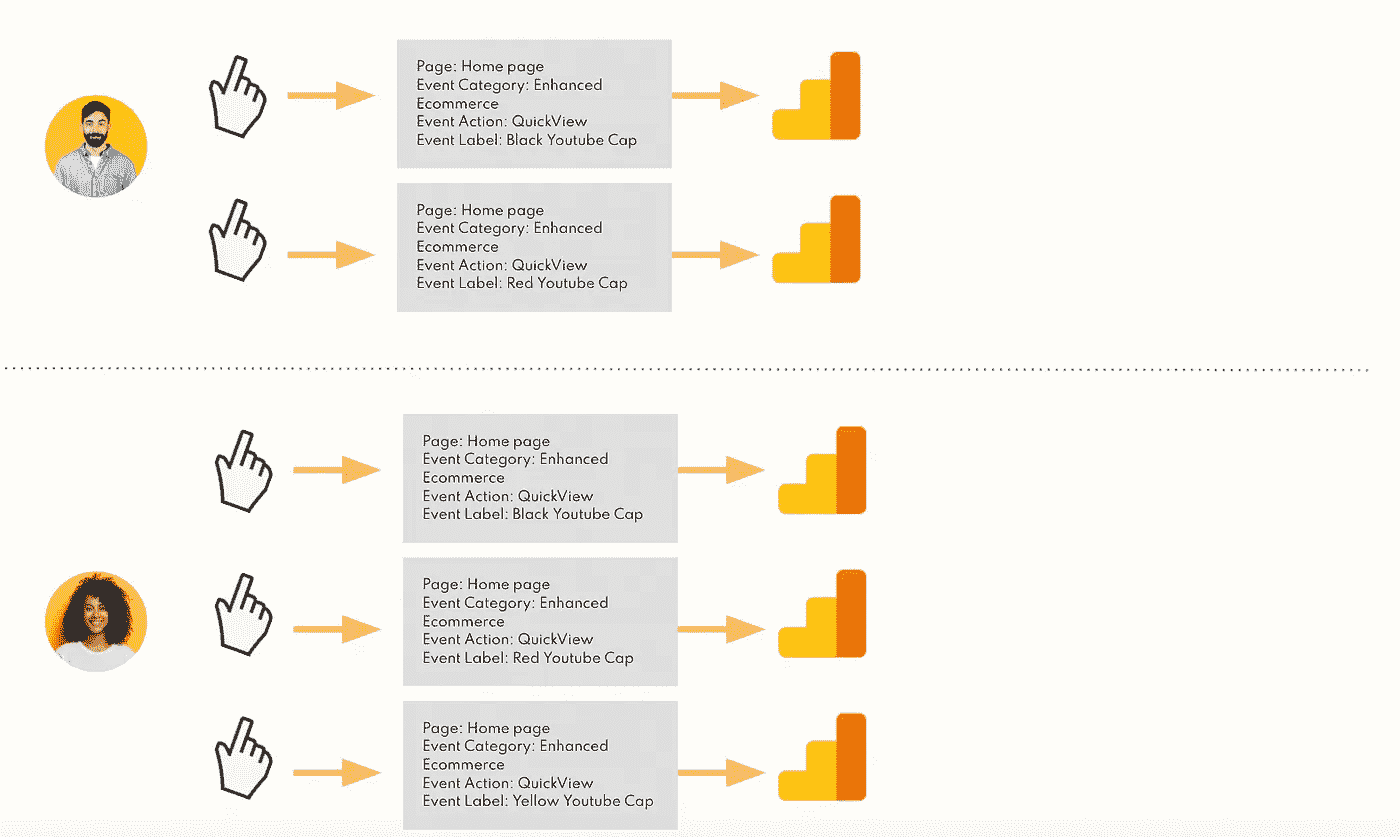 Page: Home page
Event Category: Enhanced
Ecommerce
Event Action: QuickView
Event Label: Black Youtube Cap
Page: Home page
Event Category: Enhanced
Ecommerce
Event Action: QuickView
Event Label: Red Youtube Cap
Page: Home page
Event Category: Enhanced
Ecommerce
Event Action: QuickView
Event Label: Black Youtube Cap
Page: Home page
Event Category: Enhanced
Ecommerce
Event Action: QuickView
Event Label: Red Youtube Cap
Page: Home page
Event Category: Enhanced
Ecommerce
Event Action: QuickView
Event Label: Yellow Youtube Cap